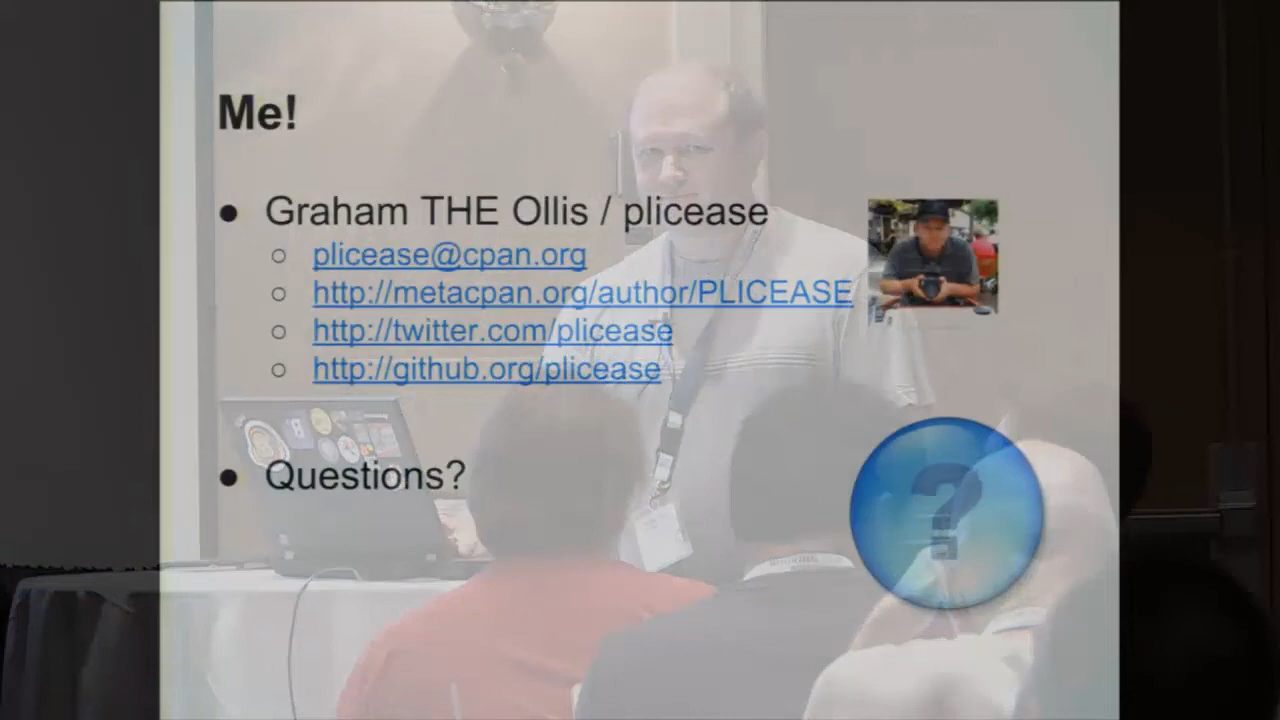 Me!
● Graham THE Ollis / plicease
○ plicease@cpan.org
○ http://metacpan.org/author/PLICEASE
○ http://twitter.com/plicease
○ http://github.org/plicease
● Questions?
?